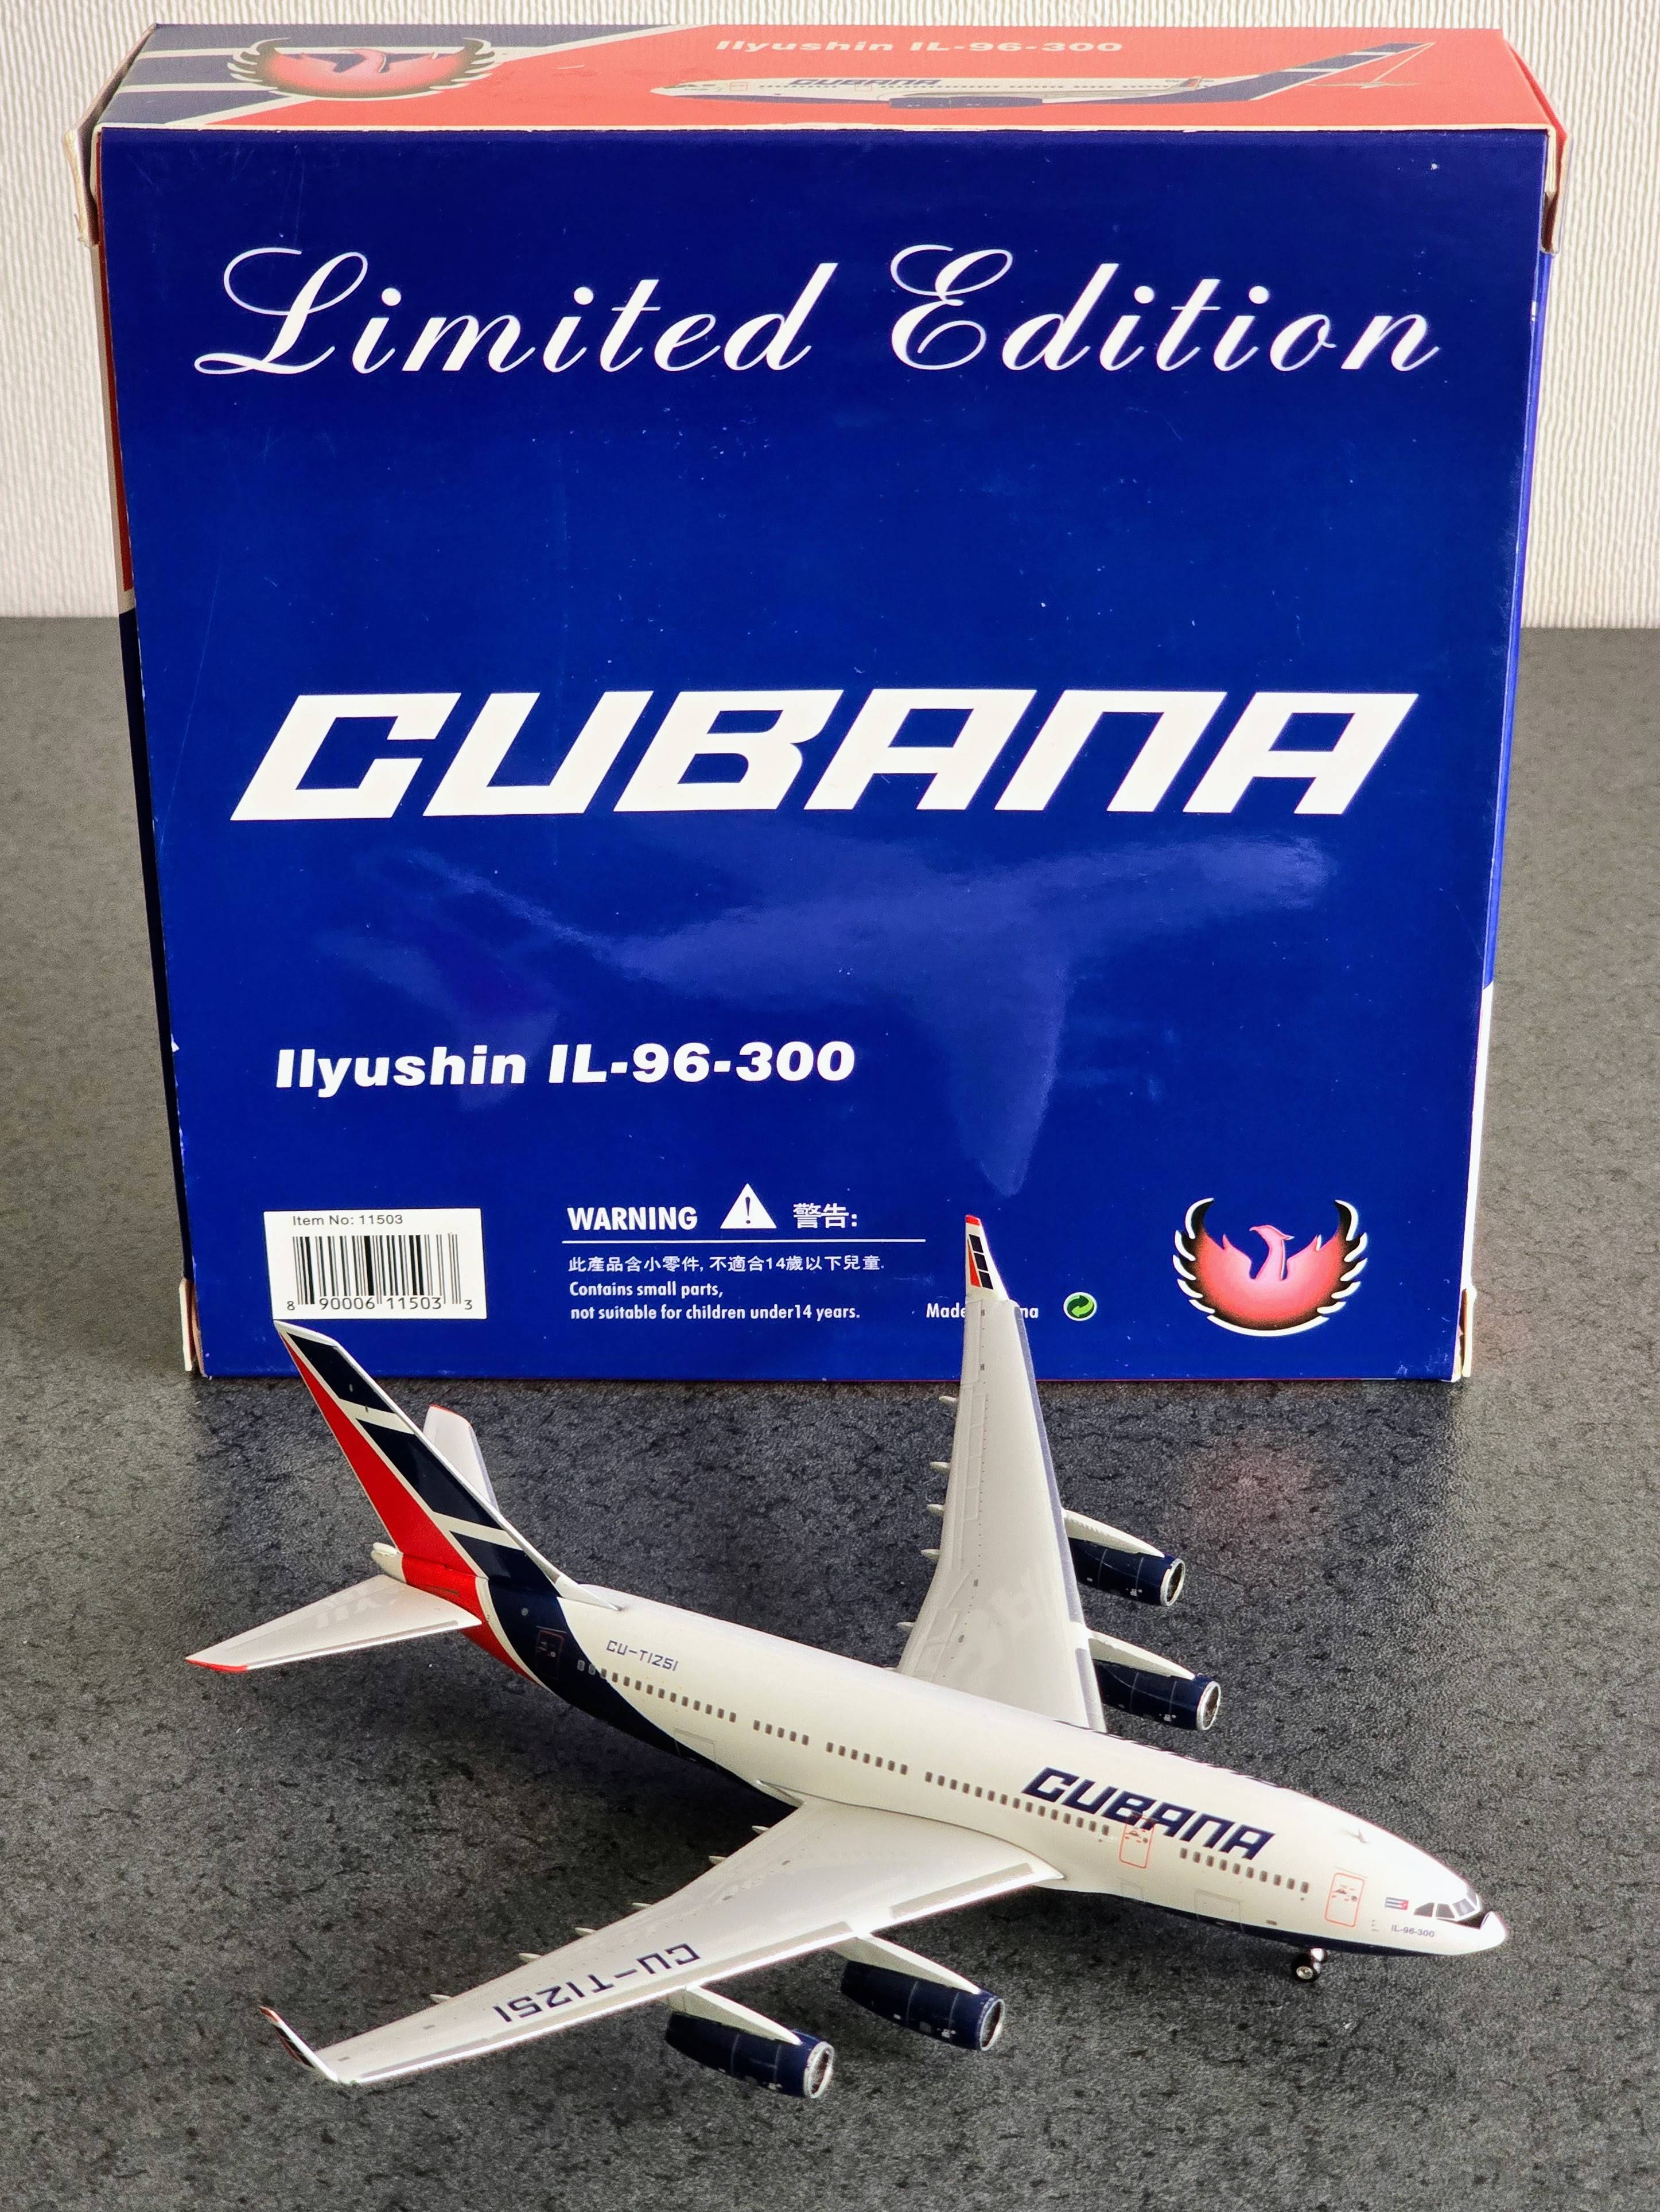 Ilyushin IL-96-300
CUBANA
Limited Edition
CUBANA
Ilyushin IL-96-300
Item No: 11503
8 90006 11503 3
WARNING 警告:
此產品含小零件, 不適合14歲以下兒童.
Contains small parts,
not suitable for children under14 years.
Made
CU-T1251
CUBANA
IL-96-300
CU-T1251